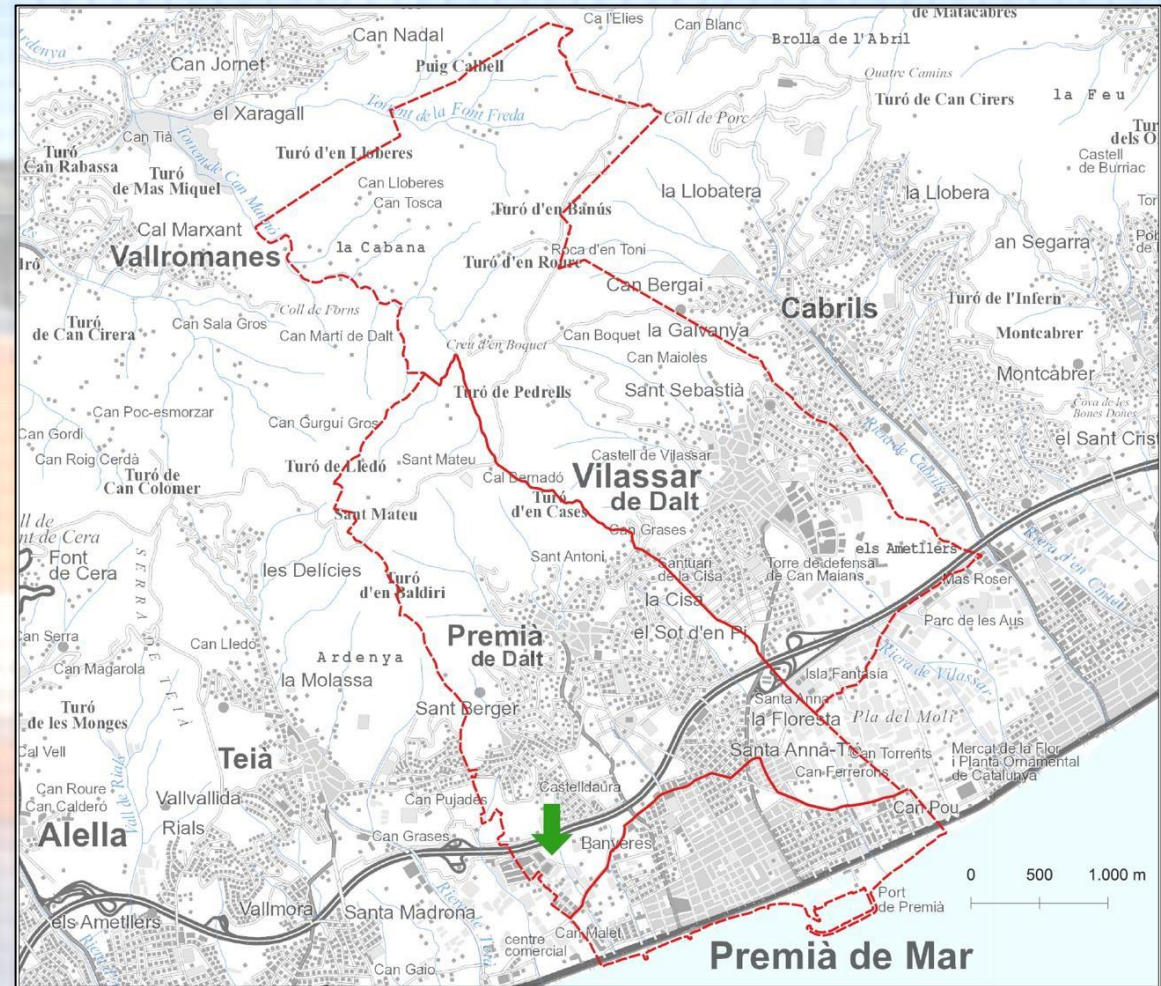 Ca l'Elies
Can Blanc
de Matacabres
Can Nadal
Brolla de l'Abril
Ardenya
Can Jornet
Puig Calbell
Quatre Camins
Turó de Can Cirers
la Feu
el Xaragall
Torrent de la Font Freda
Coll de Porc
Can Tià
Turó
Can Rabassa
Turó d'en Lloberes
Castell
de Burriac
Turó
de Mas Miquel
Can Lloberes
Can Tosca
la Llobatera
la Llobera
Cal Marxant
Turó d'en Banús
Vallromanes
la Cabana
Roca d'en Toni
an Segarra
Turó d'en Roure
Can Bergai
Turó
de Can Cirera
Can Sala Gros
Coll de Forns
Cabrils
Turó de l'Infern
Can Martí de Dalt
Can Boquet
la Galvanya
Montcabrer
Creu d'en Boquet
Can Maioles
Montcabrer
Turó de Pedrells
Sant Sebastià
Cova de les
Bones Dones
Can Poc-esmorzar
Can Gurguí Gros
Riera de Cabrils
el Sant Crist
Can Gordi
Can Roig Cerdà
Turó de Lledó
Sant Mateu
Castell de Vilassar
Vilassar
de Dalt
Turó de
Can Colomer
Cal Bernadó
Turó
d'en Cases
Sant Mateu
Can Grases
Font
de Cera
SERRA DE TEIÀ
les Delícies
Sant Antoni
Santuari
de la Cisa
Torre de defensa
de Can Maians
els Ametllers
Mas Roser
Turó
d'en Baldiri
la Cisa
Can Serra
Can Lledó
Premià
de Dalt
el Sot d'en Pi
Parc de les Aus
Can Magarola
Ardenya
la Molassa
Isla Fantasía
Riera de Vilassar
Turó
de les Monges
Sant Berger
Santa Anna
la Floresta
Pla del Molí
Cal Vell
Teià
Santa Anna-Tió
Can Torrents
Mercat de la Flor
i Planta Ornamental
de Catalunya
Can Roure
Can Calderó
Vallvallida
Can Pujades
Castelldaura
Can Ferrerons
Can Pou
Alella
Rials
Can Grases
Banyeres
0 500 1.000 m
Vallmora
Santa Madrona
Riera de Teià
Port
de Premià
els Ametllers
centre
comercial
Can Malet
Premià de Mar
Can Gaio